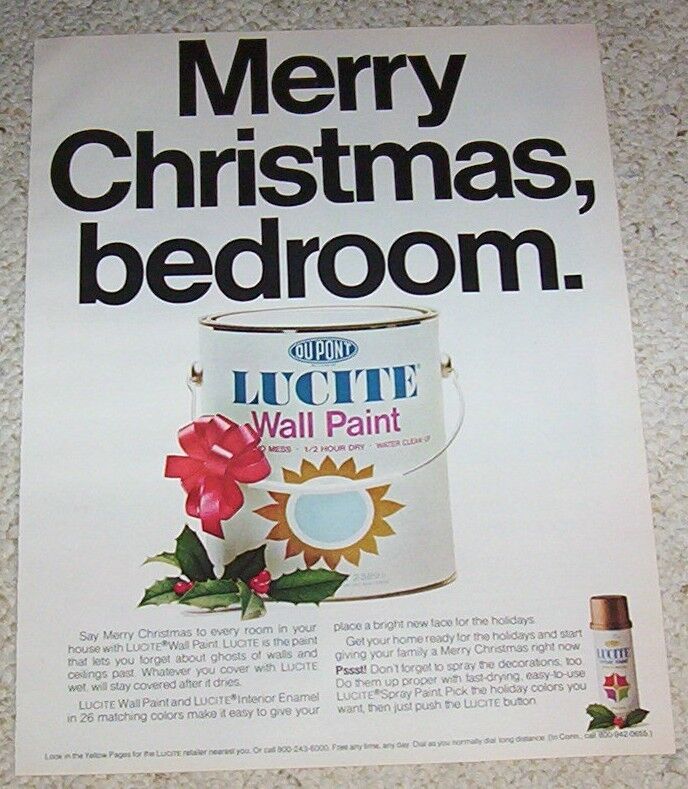 Merry
Christmas,
bedroom.
DU PONT
LUCITE®
Wall Paint
MESS · 1/2 HOUR DRY · WATER CLEAN-UP
Say Merry Christmas to every room in your
house with LUCITE® Wall Paint. LUCITE is the paint
that lets you forget about ghosts of walls and
ceilings past. Whatever you cover with LUCITE
wet, will stay covered after it dries.
LUCITE Wall Paint and LUCITE® Interior Enamel
in 26 matching colors make it easy to give your
place a bright new face for the holidays.
Get your home ready for the holidays and start
giving your family a Merry Christmas right now.
Pssst! Don't forget to spray the decorations, too.
Do them up proper with fast-drying, easy-to-use
LUCITE® Spray Paint. Pick the holiday colors you
want, then just push the LUCITE button.
LUCITE
Look in the Yellow Pages for the LUCITE retailer nearest you. Or call 800-243-6000. Free any time, any day. Dial as you normally dial long distance. (In Conn., call 800-942-0655.)